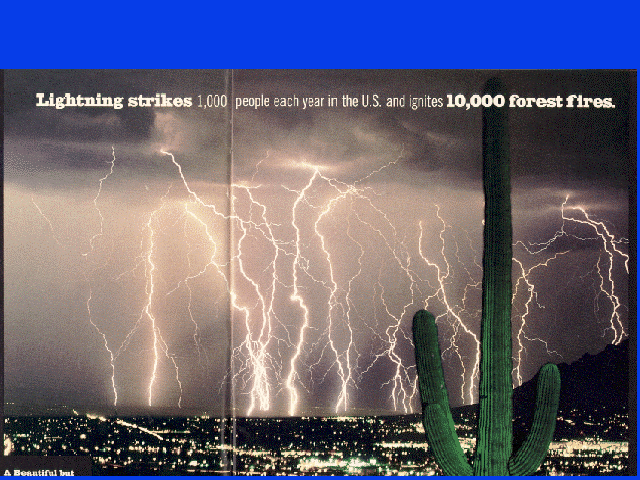 Lightning strikes 1,000 people each year in the U.S. and ignites 10,000 forest fires.
A Beautiful but